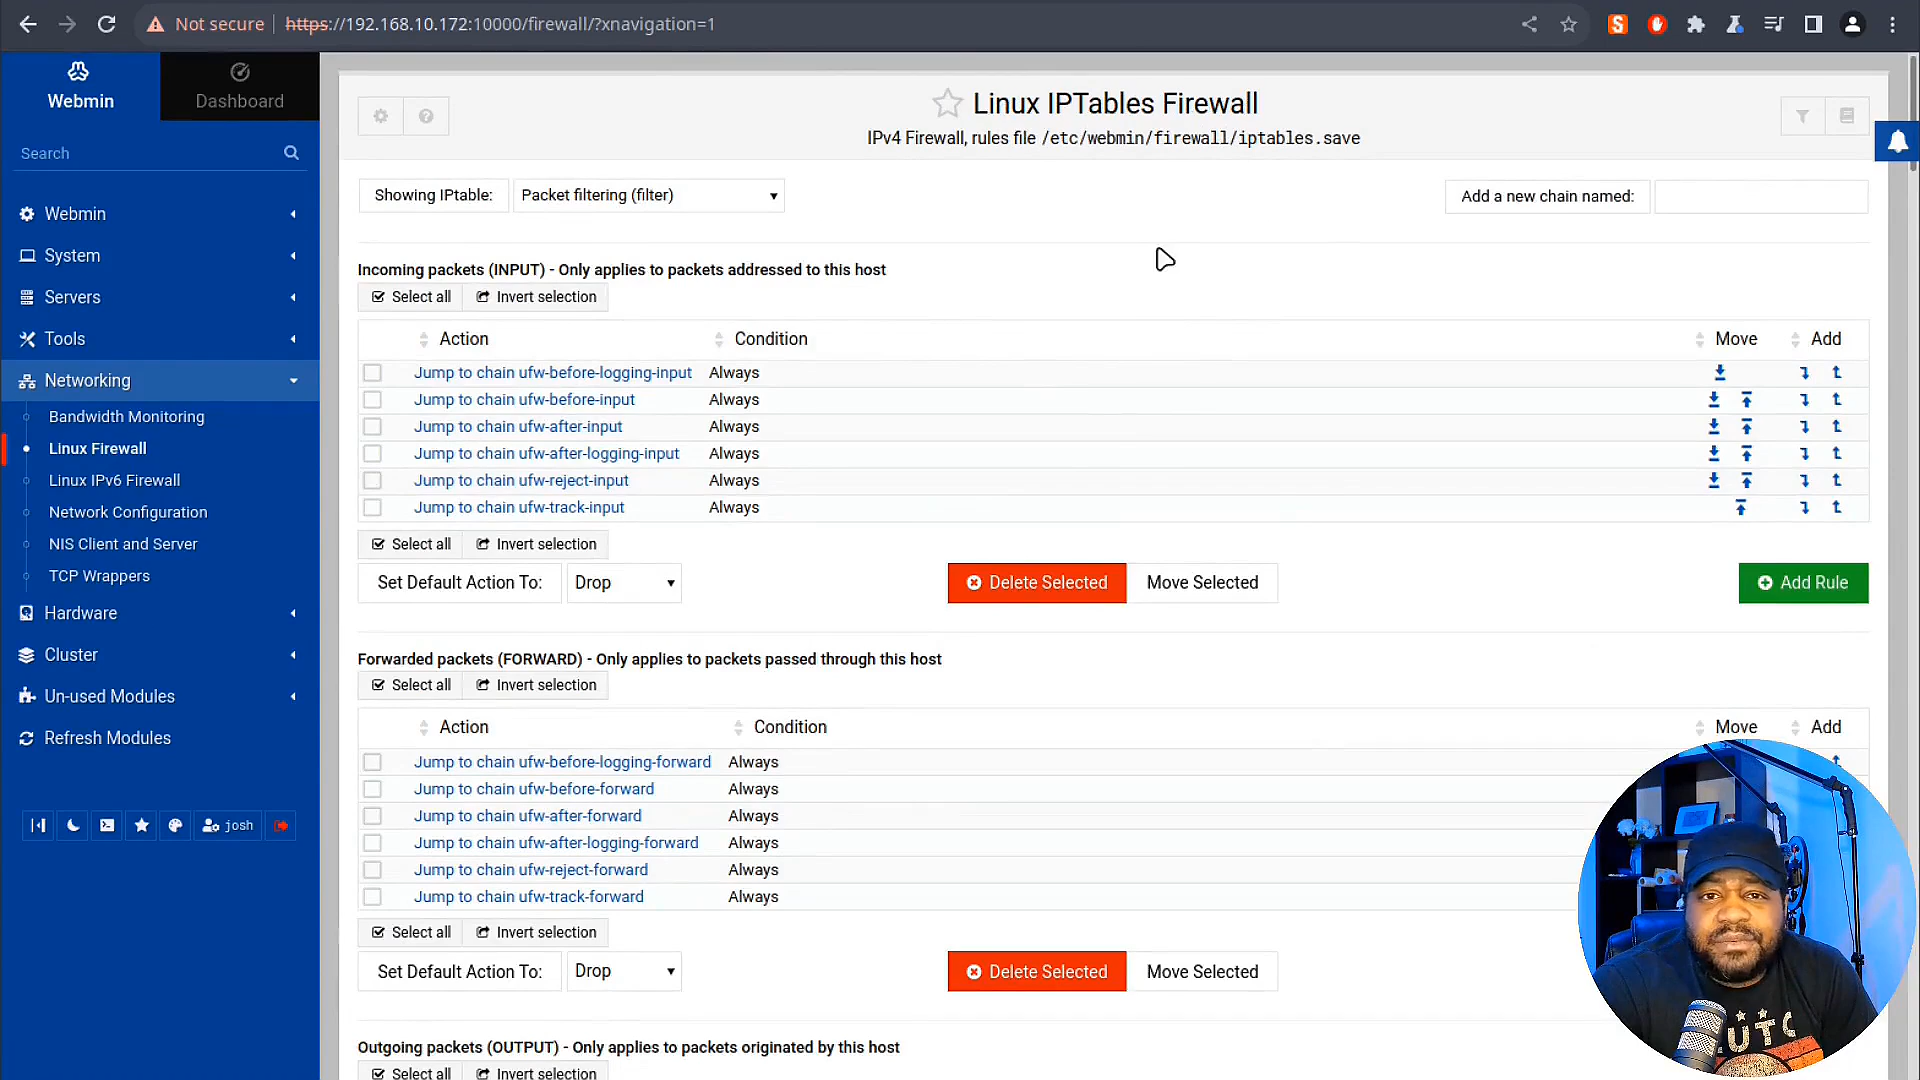 Not secure https://192.168.10.172:10000/firewall/?xnavigation=1
Webmin
Dashboard
Search
Webmin
System
Servers
Tools
Networking
Bandwidth Monitoring
Linux Firewall
Linux IPv6 Firewall
Network Configuration
NIS Client and Server
TCP Wrappers
Hardware
Cluster
Un-used Modules
Refresh Modules
josh
Linux IPTables Firewall
IPv4 Firewall, rules file /etc/webmin/firewall/iptables.save
Showing IPtable: Packet filtering (filter)
Add a new chain named:
Incoming packets (INPUT) - Only applies to packets addressed to this host
Select all Invert selection
Action Condition Move Add
Jump to chain ufw-before-logging-input Always
Jump to chain ufw-before-input Always
Jump to chain ufw-after-input Always
Jump to chain ufw-after-logging-input Always
Jump to chain ufw-reject-input Always
Jump to chain ufw-track-input Always
Select all Invert selection
Set Default Action To: Drop Delete Selected Move Selected Add Rule
Forwarded packets (FORWARD) - Only applies to packets passed through this host
Select all Invert selection
Action Condition Move Add
Jump to chain ufw-before-logging-forward Always
Jump to chain ufw-before-forward Always
Jump to chain ufw-after-forward Always
Jump to chain ufw-after-logging-forward Always
Jump to chain ufw-reject-forward Always
Jump to chain ufw-track-forward Always
Select all Invert selection
Set Default Action To: Drop Delete Selected Move Selected
Outgoing packets (OUTPUT) - Only applies to packets originated by this host
Select all Invert selection